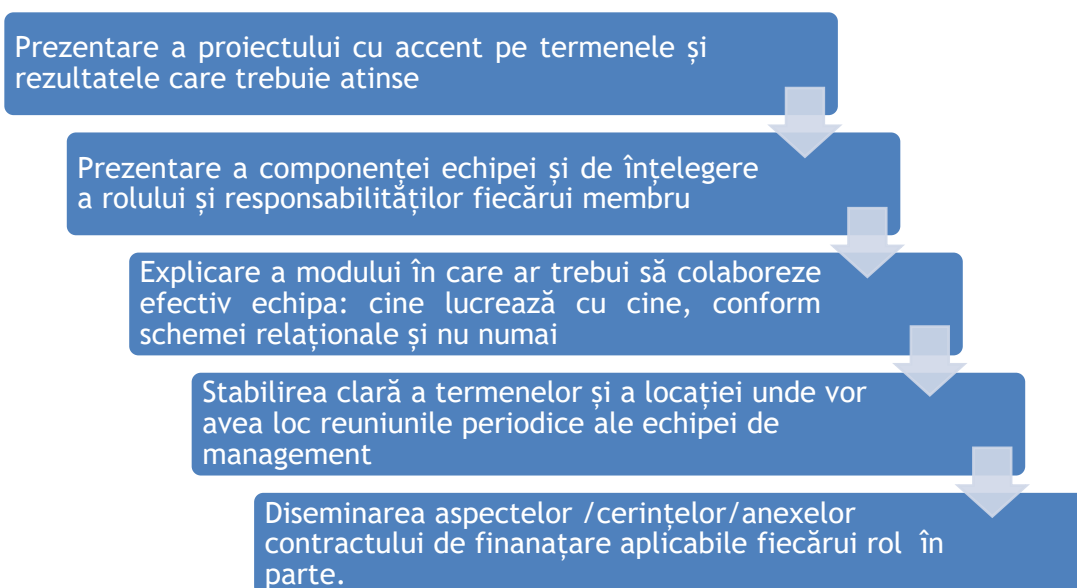 Prezentare a proiectului cu accent pe termenele și
rezultatele care trebuie atinse
Prezentare a componenței echipei și de înțelegere
a rolului și responsabilităților fiecărui membru
Explicare a modului în care ar trebui să colaboreze
efectiv echipa: cine lucrează cu cine, conform
schemei relaționale și nu numai
Stabilirea clară a termenelor și a locației unde vor
avea loc reuniunile periodice ale echipei de
management
Diseminarea aspectelor /cerințelor/anexelor
contractului de finanațare aplicabile fiecărui rol în
parte.